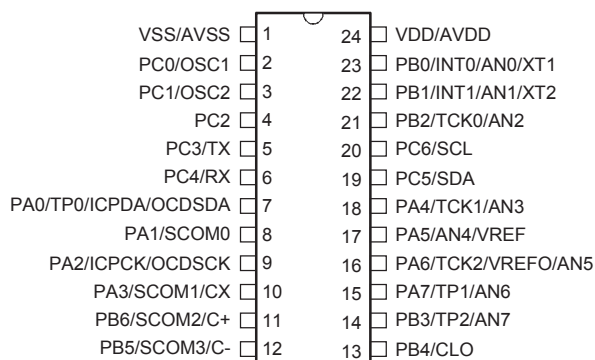 VSS/AVSS 1 24 VDD/AVDD
PC0/OSC1 2 23 PB0/INT0/AN0/XT1
PC1/OSC2 3 22 PB1/INT1/AN1/XT2
PC2 4 21 PB2/TCK0/AN2
PC3/TX 5 20 PC6/SCL
PC4/RX 6 19 PC5/SDA
PA0/TP0/ICPDA/OCDSDA 7 18 PA4/TCK1/AN3
PA1/SCOM0 8 17 PA5/AN4/VREF
PA2/ICPCK/OCDSCK 9 16 PA6/TCK2/VREFO/AN5
PA3/SCOM1/CX 10 15 PA7/TP1/AN6
PB6/SCOM2/C+ 11 14 PB3/TP2/AN7
PB5/SCOM3/C- 12 13 PB4/CLO